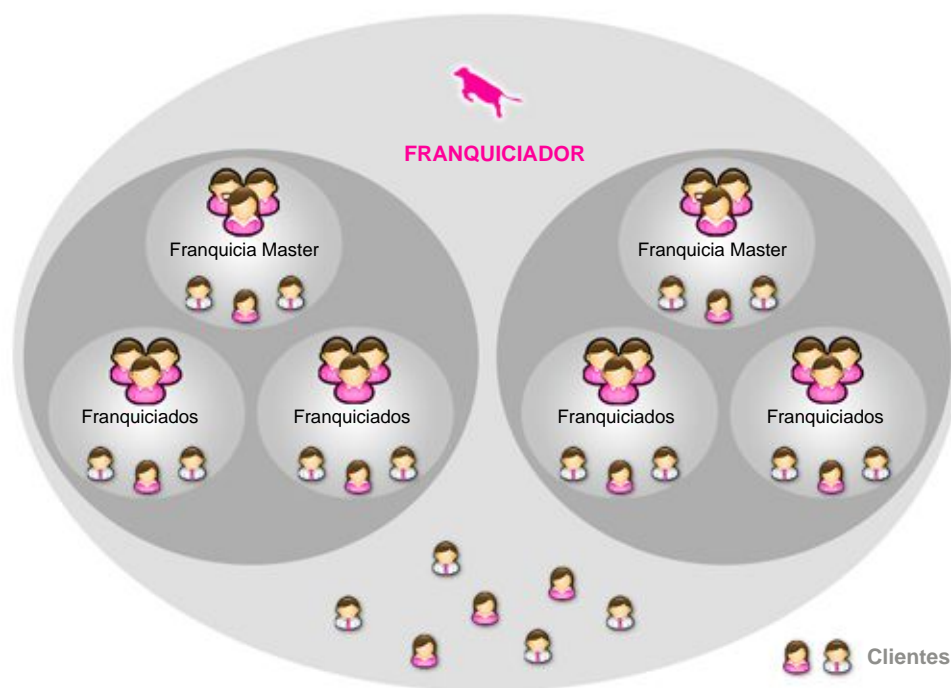 FRANQUICIADOR
Franquicia Master
Franquicia Master
Franquiciados
Franquiciados
Franquiciados
Franquiciados
Clientes